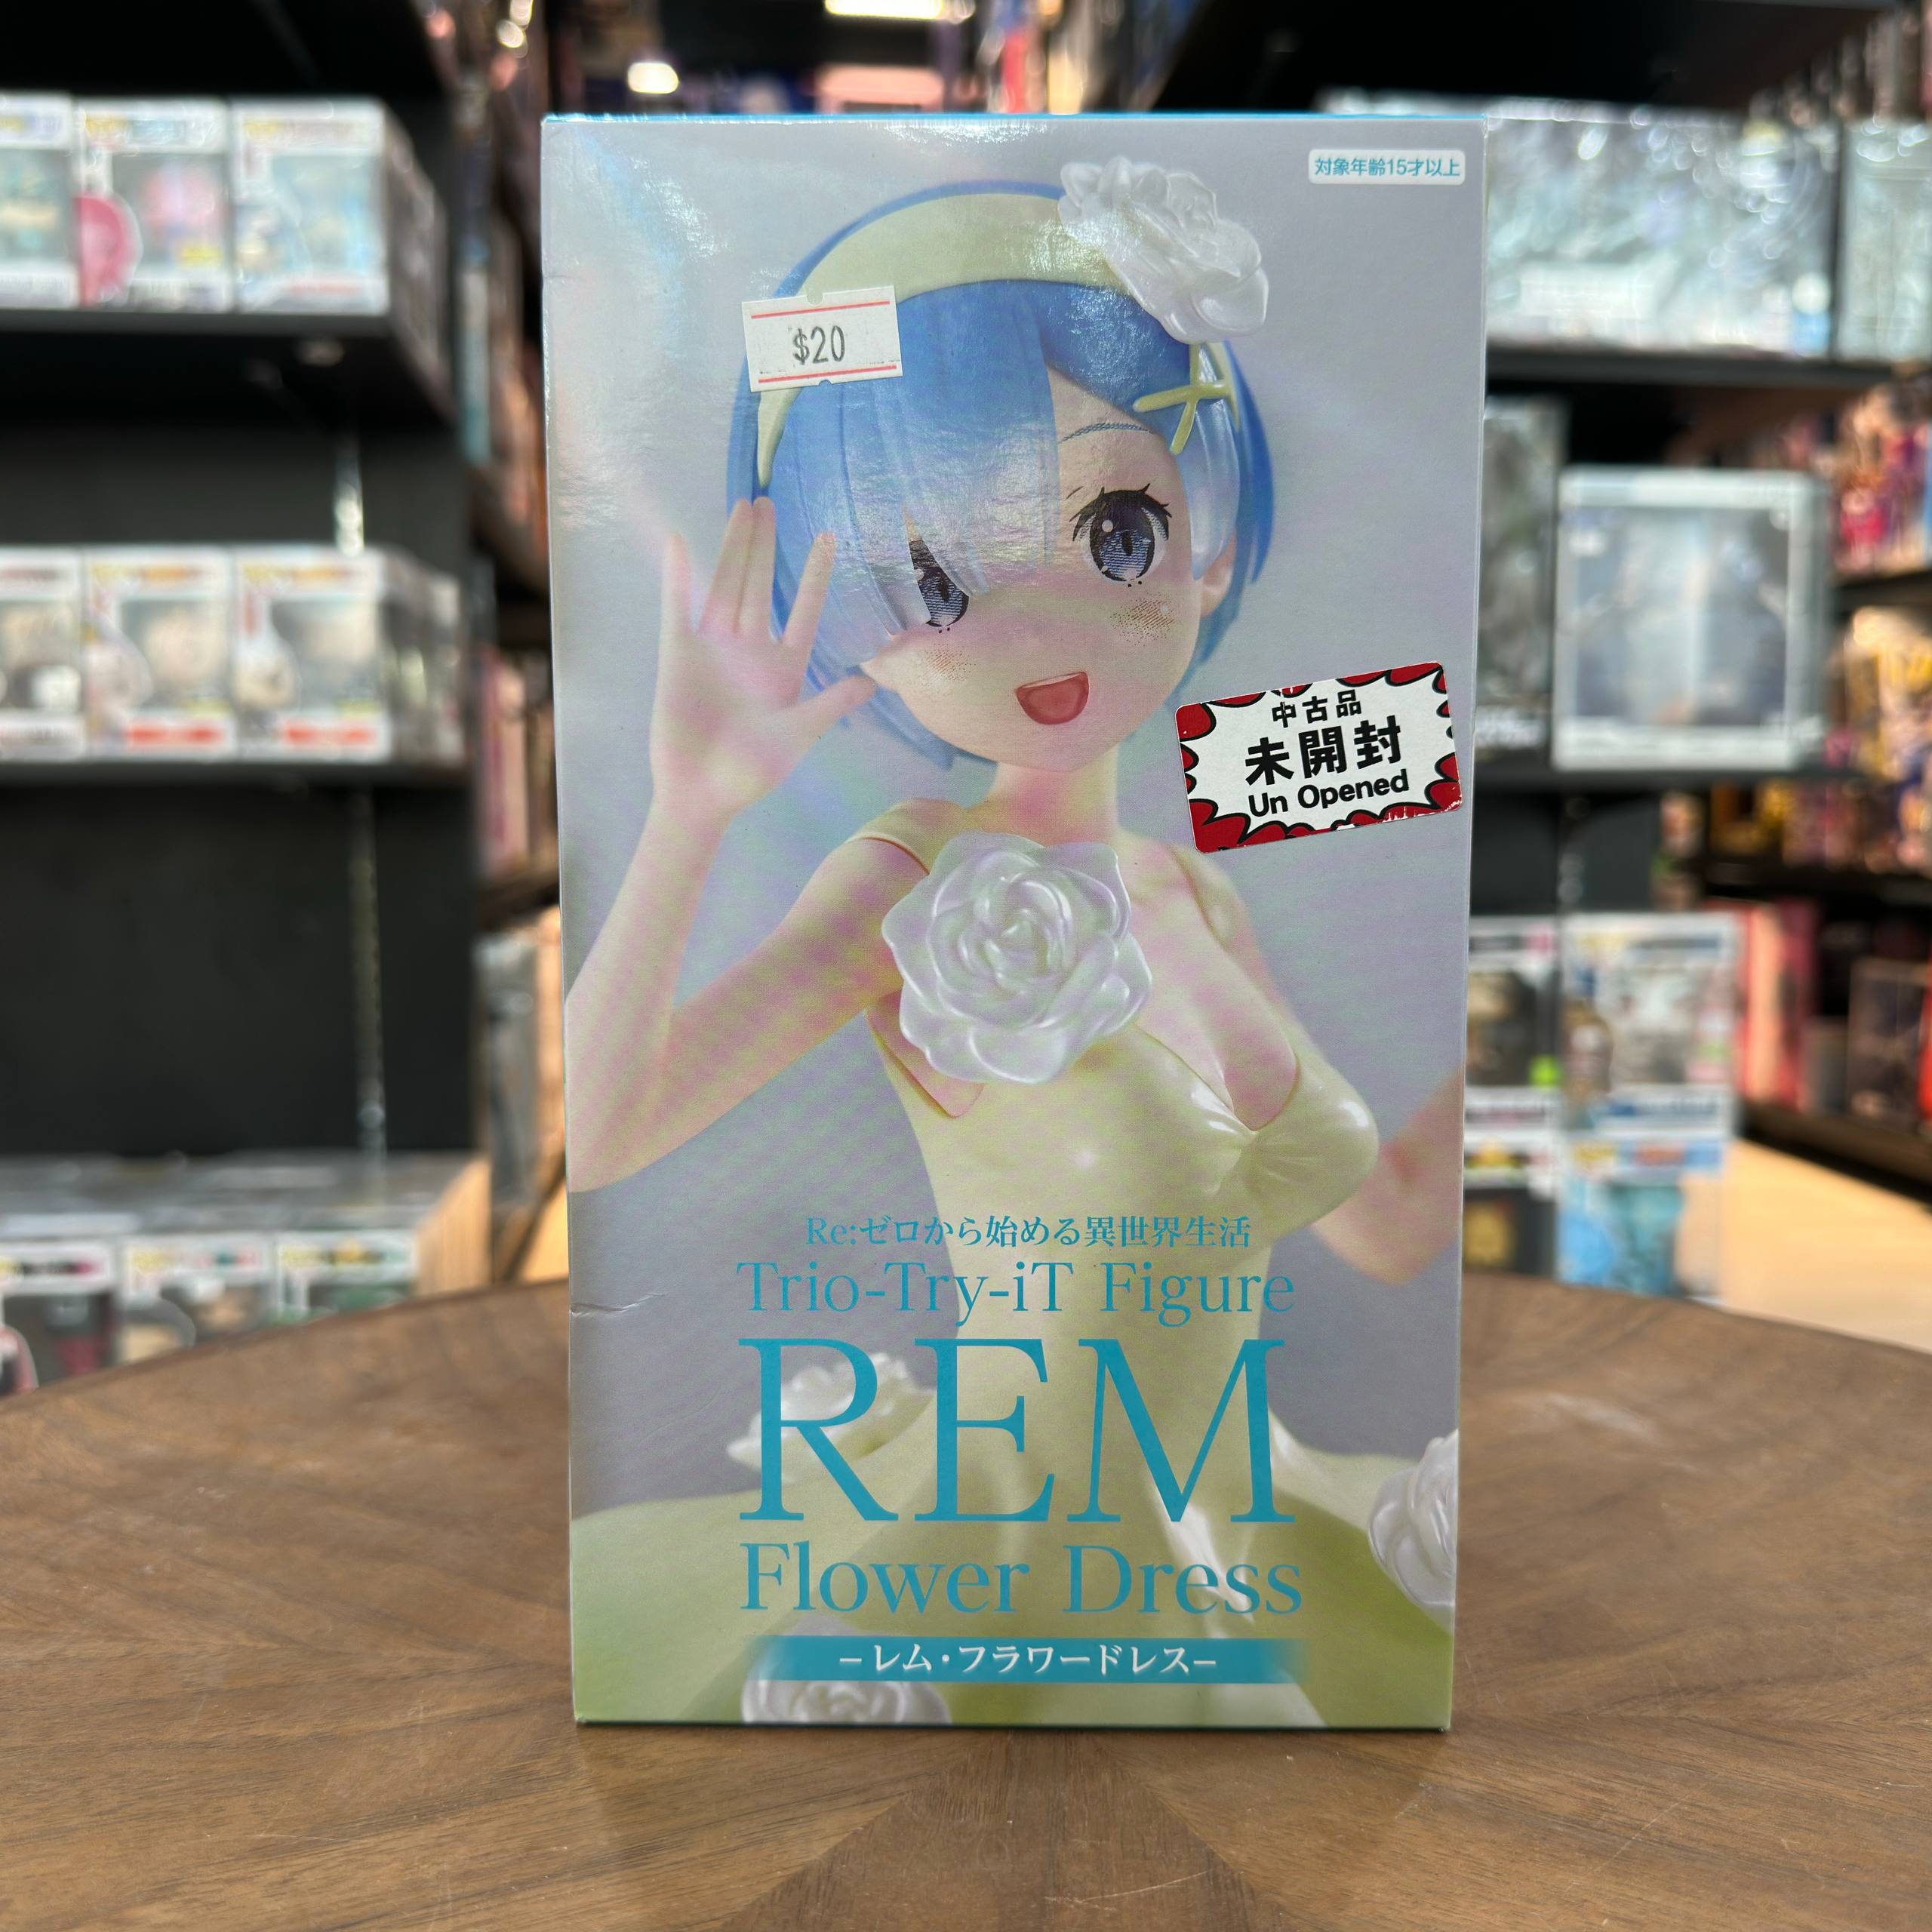 対象年齢15才以上
$20
中古品
未開封
Un Opened
Re:ゼロから始める異世界生活
Trio-Try-iT Figure
REM
Flower Dress
−レム・フラワードレス−